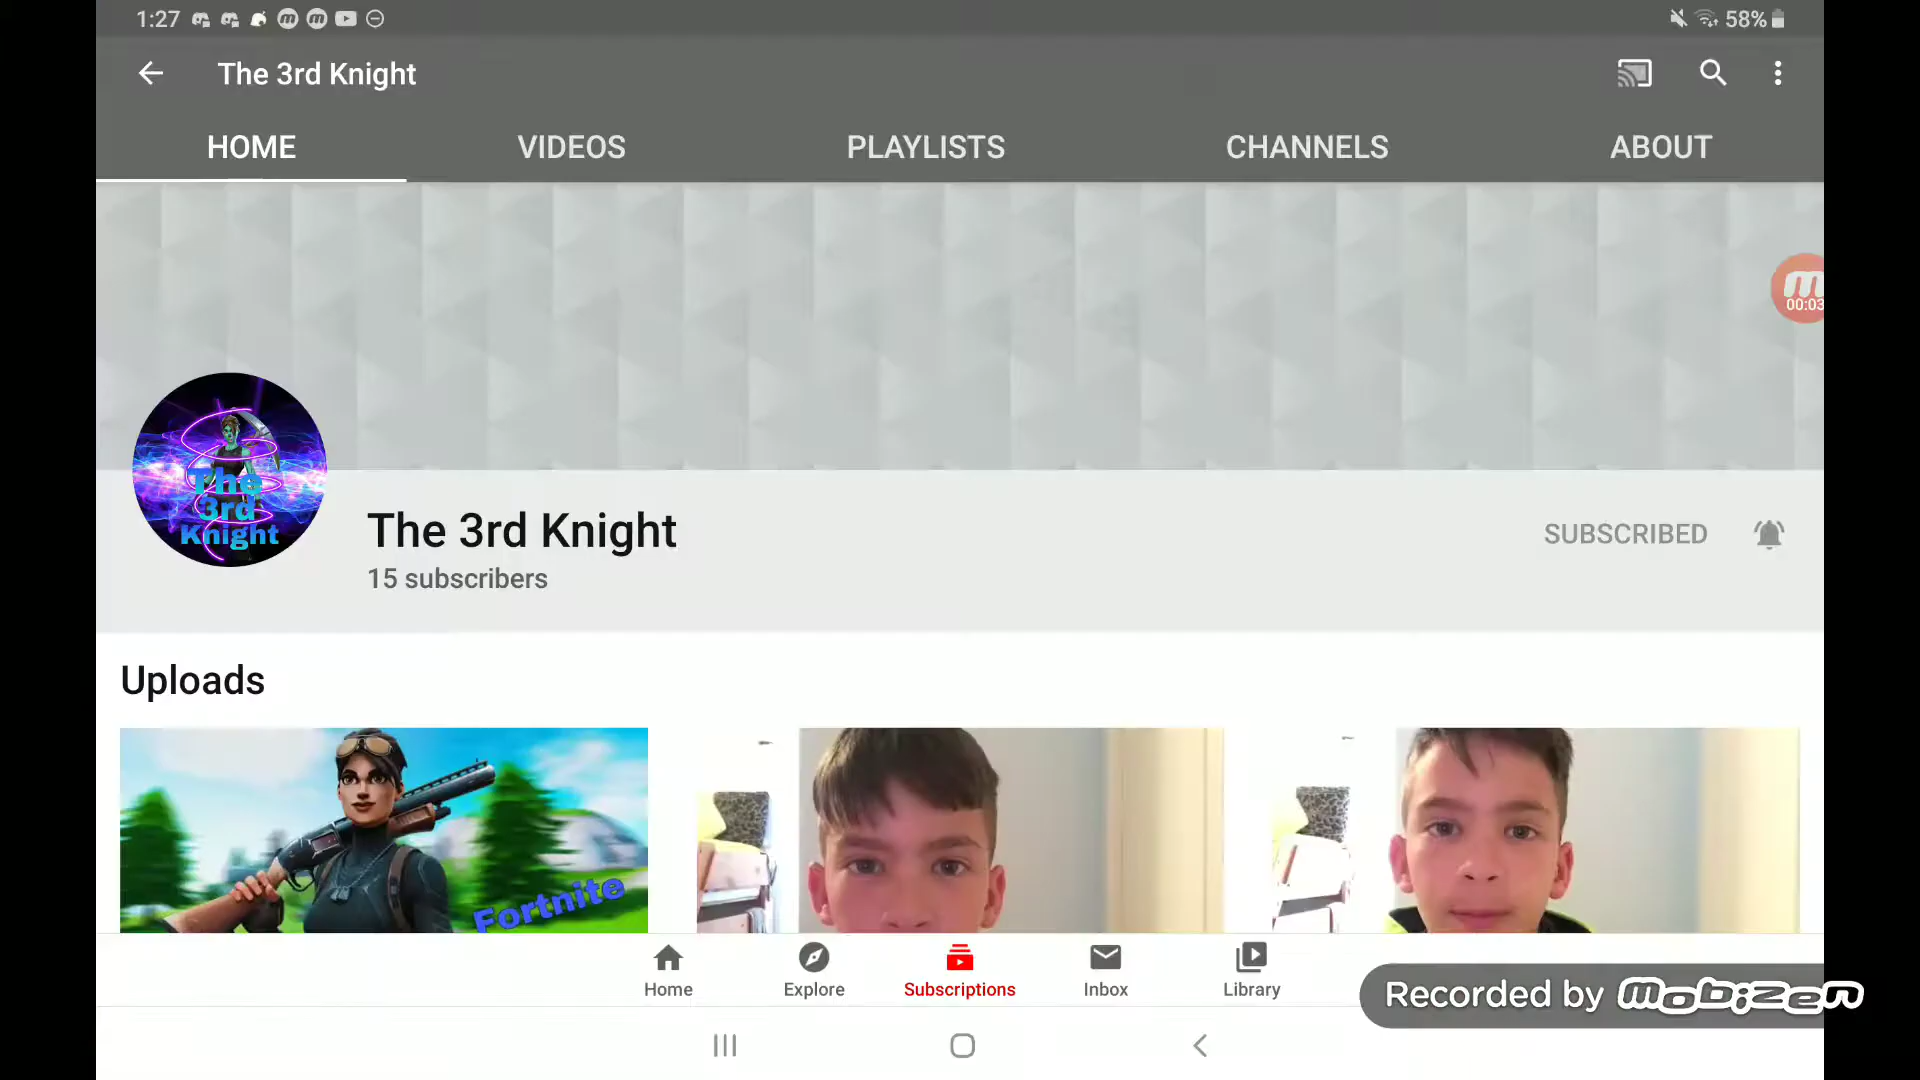 1:27
58%
The 3rd Knight
HOME
VIDEOS
PLAYLISTS
CHANNELS
ABOUT
m
00:03
The
3rd
Knight
The 3rd Knight
15 subscribers
SUBSCRIBED
Uploads
Fortnite
Home
Explore
Subscriptions
Inbox
Library
Recorded by Mobizen